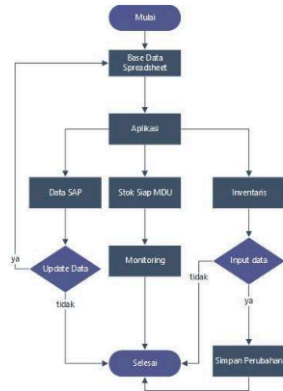 Mulai
Base Data
Spreadsheet
Aplikasi
Data SAP
Stok Siap MDU
Inventaris
ya
Update Data
Monitoring
tidak
Input data
tidak
ya
Selesai
Simpan Perubahan